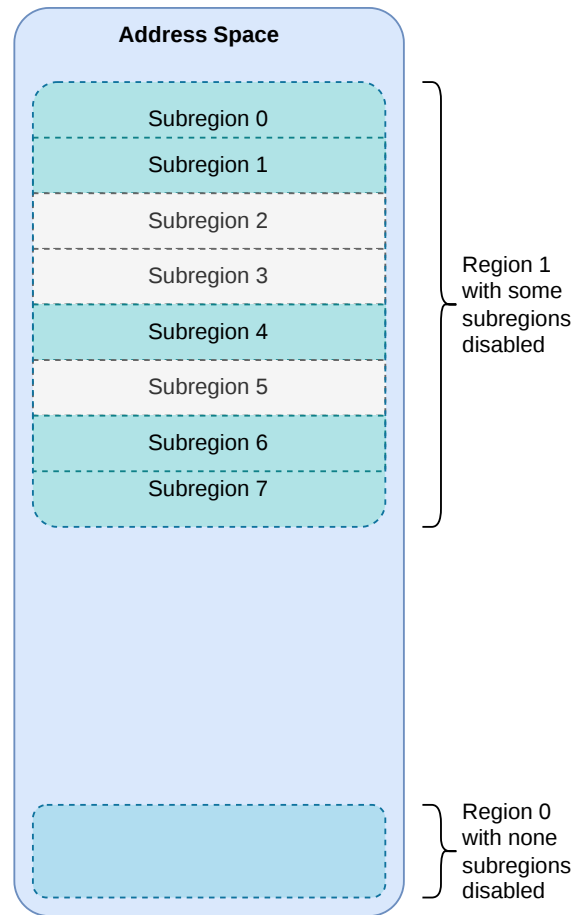 Address Space
Subregion 0
Subregion 1
Subregion 2
Subregion 3
Subregion 4
Subregion 5
Subregion 6
Subregion 7
Region 1
with some
subregions
disabled
Region 0
with none
subregions
disabled